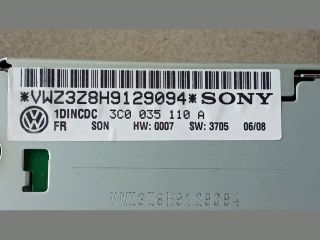 *VWZ3Z8H9129094* SONY
1DINCDC 3C0 035 110 A
FR SON HW: 0007 SW: 3705 06/08
VWZ3Z8H9129094